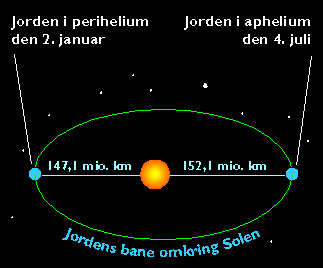 Jorden i perihelium
den 2. januar
Jorden i aphelium
den 4. juli
147,1 mio. km
152,1 mio. km
Jordens bane omkring Solen